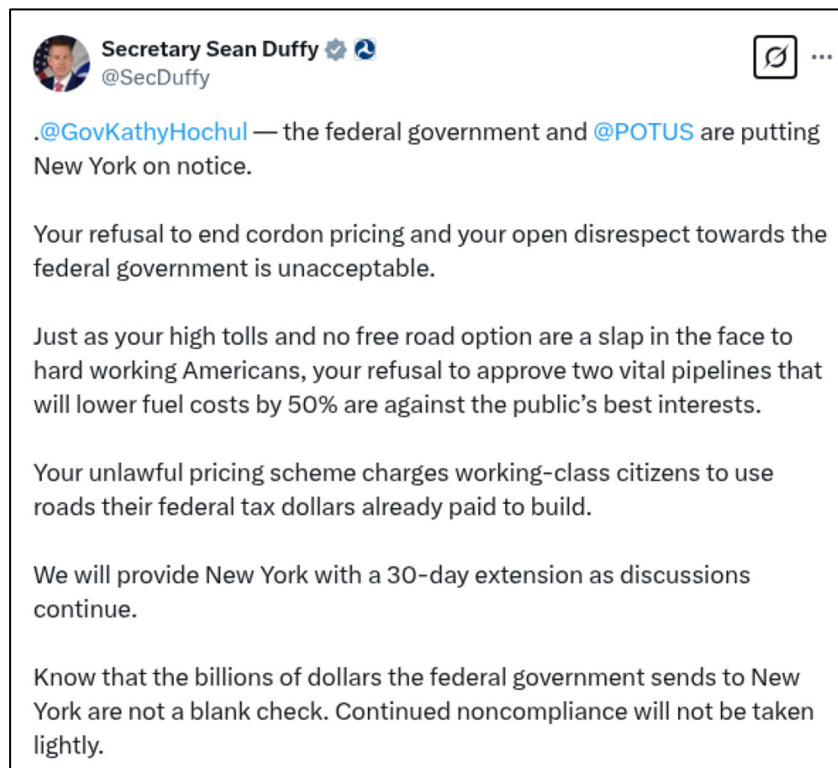 Secretary Sean Duffy
@SecDuffy
.@GovKathyHochul — the federal government and @POTUS are putting
New York on notice.
Your refusal to end cordon pricing and your open disrespect towards the
federal government is unacceptable.
Just as your high tolls and no free road option are a slap in the face to
hard working Americans, your refusal to approve two vital pipelines that
will lower fuel costs by 50% are against the public’s best interests.
Your unlawful pricing scheme charges working-class citizens to use
roads their federal tax dollars already paid to build.
We will provide New York with a 30-day extension as discussions
continue.
Know that the billions of dollars the federal government sends to New
York are not a blank check. Continued noncompliance will not be taken
lightly.